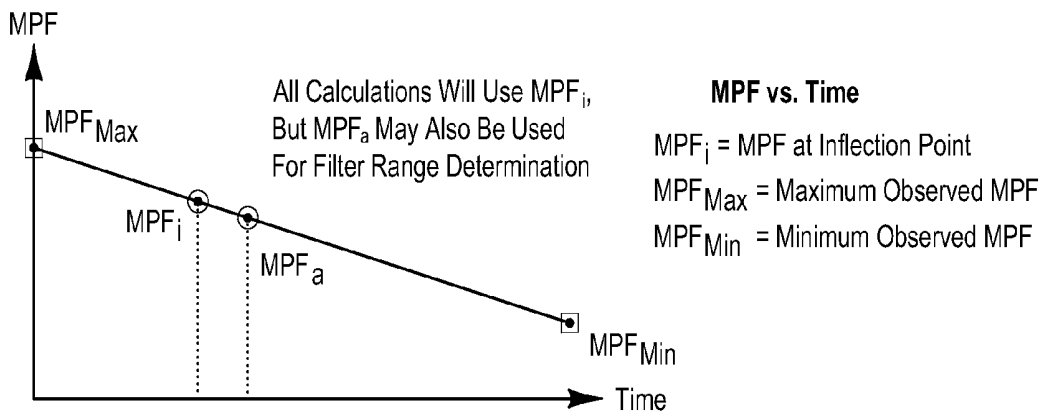 MPF
MPFMax
All Calculations Will Use MPFi,
But MPFa May Also Be Used
For Filter Range Determination
MPF vs. Time
MPFi = MPF at Inflection Point
MPFMax = Maximum Observed MPF
MPFMin = Minimum Observed MPF
MPFi
MPFa
MPFMin
Time